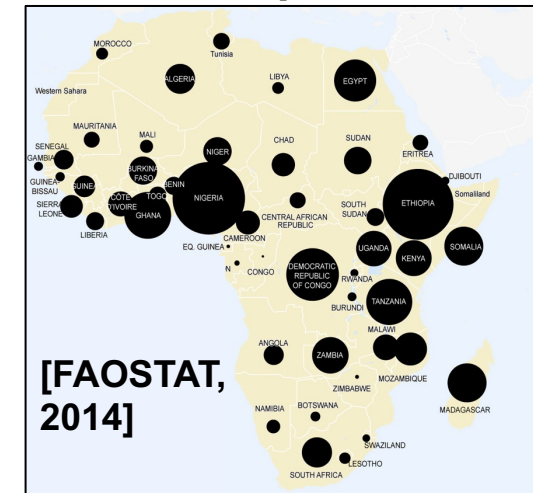 MOROCCO
Tunisia
ALGERIA
LIBYA
EGYPT
Western Sahara
MAURITANIA
MALI
NIGER
CHAD
SUDAN
ERITREA
SENEGAL
GAMBIA
GUINEA
BISSAU
GUINEA
BURKINA
FASO
BENIN
TOGO
NIGERIA
DJIBOUTI
Somaliland
SIERRA
LEONE
CÔTE
D'IVOIRE
GHANA
LIBERIA
CENTRAL AFRICAN
REPUBLIC
SOUTH
SUDAN
ETHIOPIA
CAMEROON
EQ. GUINEA
N
CONGO
DEMOCRATIC
REPUBLIC
OF CONGO
UGANDA
KENYA
SOMALIA
RWANDA
BURUNDI
TANZANIA
MALAWI
ANGOLA
ZAMBIA
MOZAMBIQUE
ZIMBABWE
MADAGASCAR
NAMIBIA
BOTSWANA
SWAZILAND
LESOTHO
SOUTH AFRICA
[FAOSTAT,
2014]